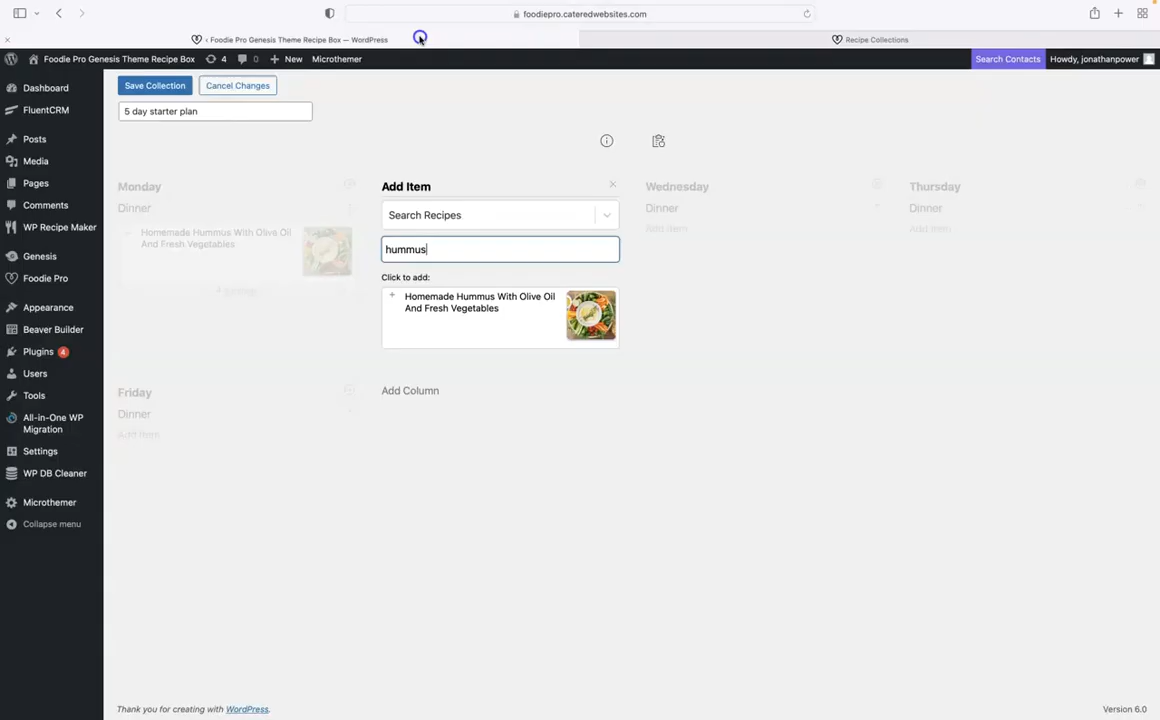 foodiepro.cateredwebsites.com
‹ Foodie Pro Genesis Theme Recipe Box — WordPress
Recipe Collections
Foodie Pro Genesis Theme Recipe Box
4
0
New
Microthemer
Search Contacts
Howdy, jonathanpower
Dashboard
FluentCRM
Posts
Media
Pages
Comments
WP Recipe Maker
Genesis
Foodie Pro
Appearance
Beaver Builder
Plugins 4
Users
Tools
All-in-One WP
Migration
Settings
WP DB Cleaner
Microthemer
Collapse menu
Save Collection
Cancel Changes
5 day starter plan
Monday
Dinner
Homemade Hummus With Olive Oil
And Fresh Vegetables
Add Item
Search Recipes
hummus
Click to add:
+ Homemade Hummus With Olive Oil
And Fresh Vegetables
Wednesday
Dinner
Add Item
Thursday
Dinner
Add Item
Friday
Dinner
Add Item
Add Column
Thank you for creating with WordPress.
Version 6.0